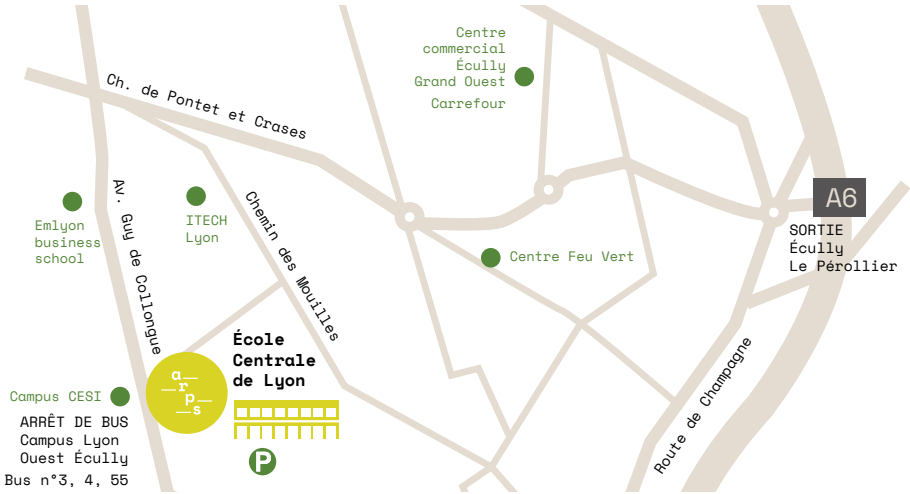 Centre
commercial
Écully
Grand Ouest
Carrefour
Ch. de Pontet et Crases
A6
SORTIE
Écully
Le Pérollier
Emlyon
business
school
Av. Guy de Collongue
ITECH
Lyon
Chemin des Mouilles
Centre Feu Vert
École
Centrale
de Lyon
a
r
p
s
Campus CESI
ARRÊT DE BUS
Campus Lyon
Ouest Écully
Bus n°3, 4, 55
P
Route de Champagne